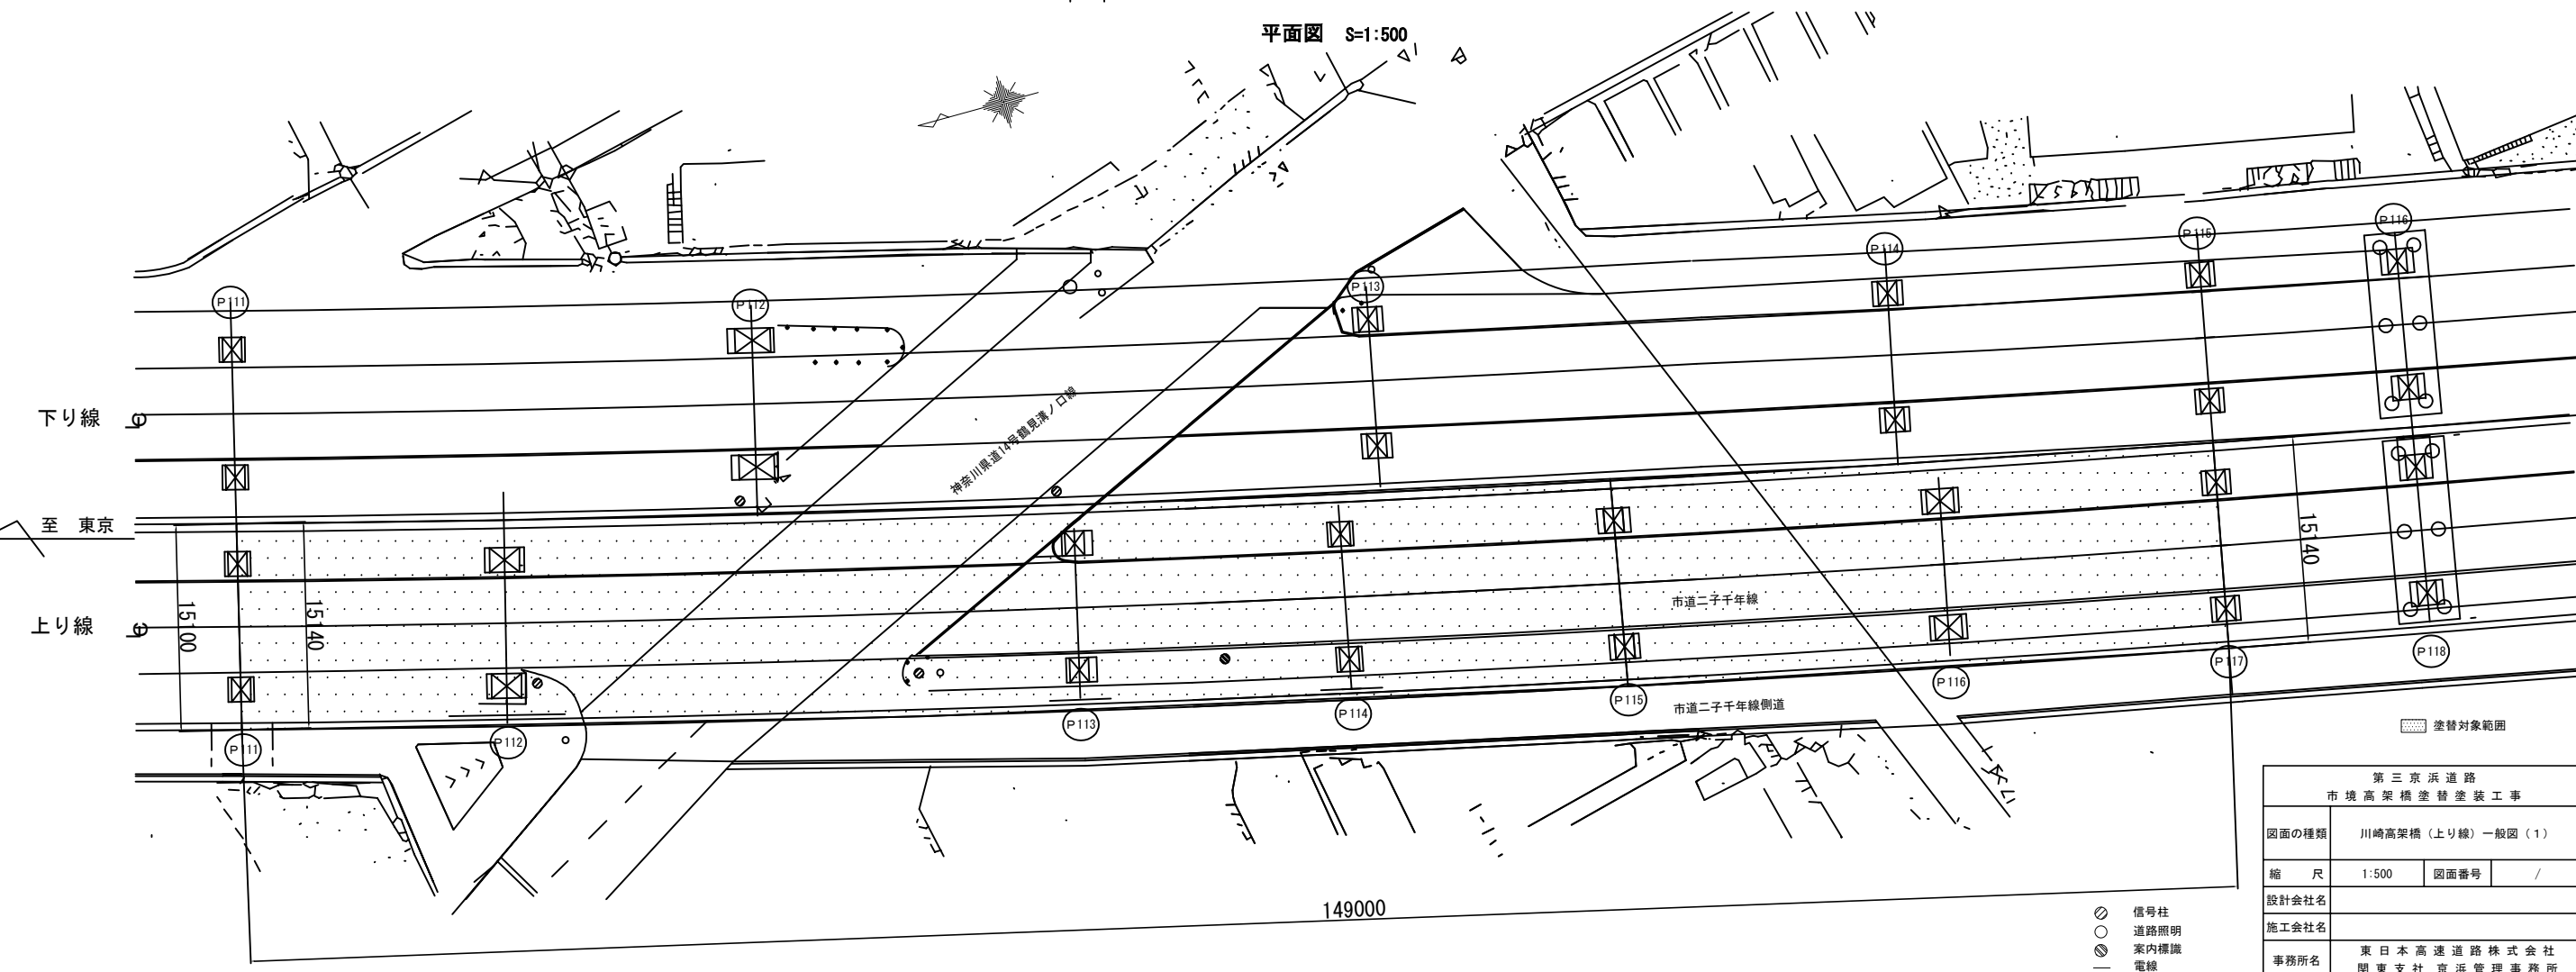 平面図 S=1:500
P111
P112
P113
P114
P115
P116
下り線
神奈川県道14号鶴見溝ノ口線
至 東京
15100
15140
15140
上り線
市道二子千年線
市道二子千年線側道
P111
P112
P113
P114
P115
P116
P117
P118
塗替対象範囲
149000
信号柱
道路照明
案内標識
電線
第三京浜道路
市境高架橋塗替塗装工事
図面の種類 川崎高架橋(上り線)一般図(1)
縮 尺 1:500 図面番号 /
設計会社名
施工会社名
事務所名 東日本高速道路株式会社
関東支社 京浜管理事務所